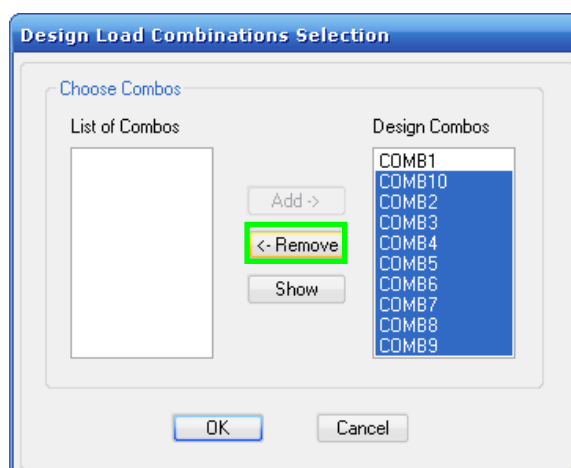 Design Load Combinations Selection
Choose Combos
List of Combos
Design Combos
Add ->
<- Remove
Show
COMB1
COMB10
COMB2
COMB3
COMB4
COMB5
COMB6
COMB7
COMB8
COMB9
OK
Cancel